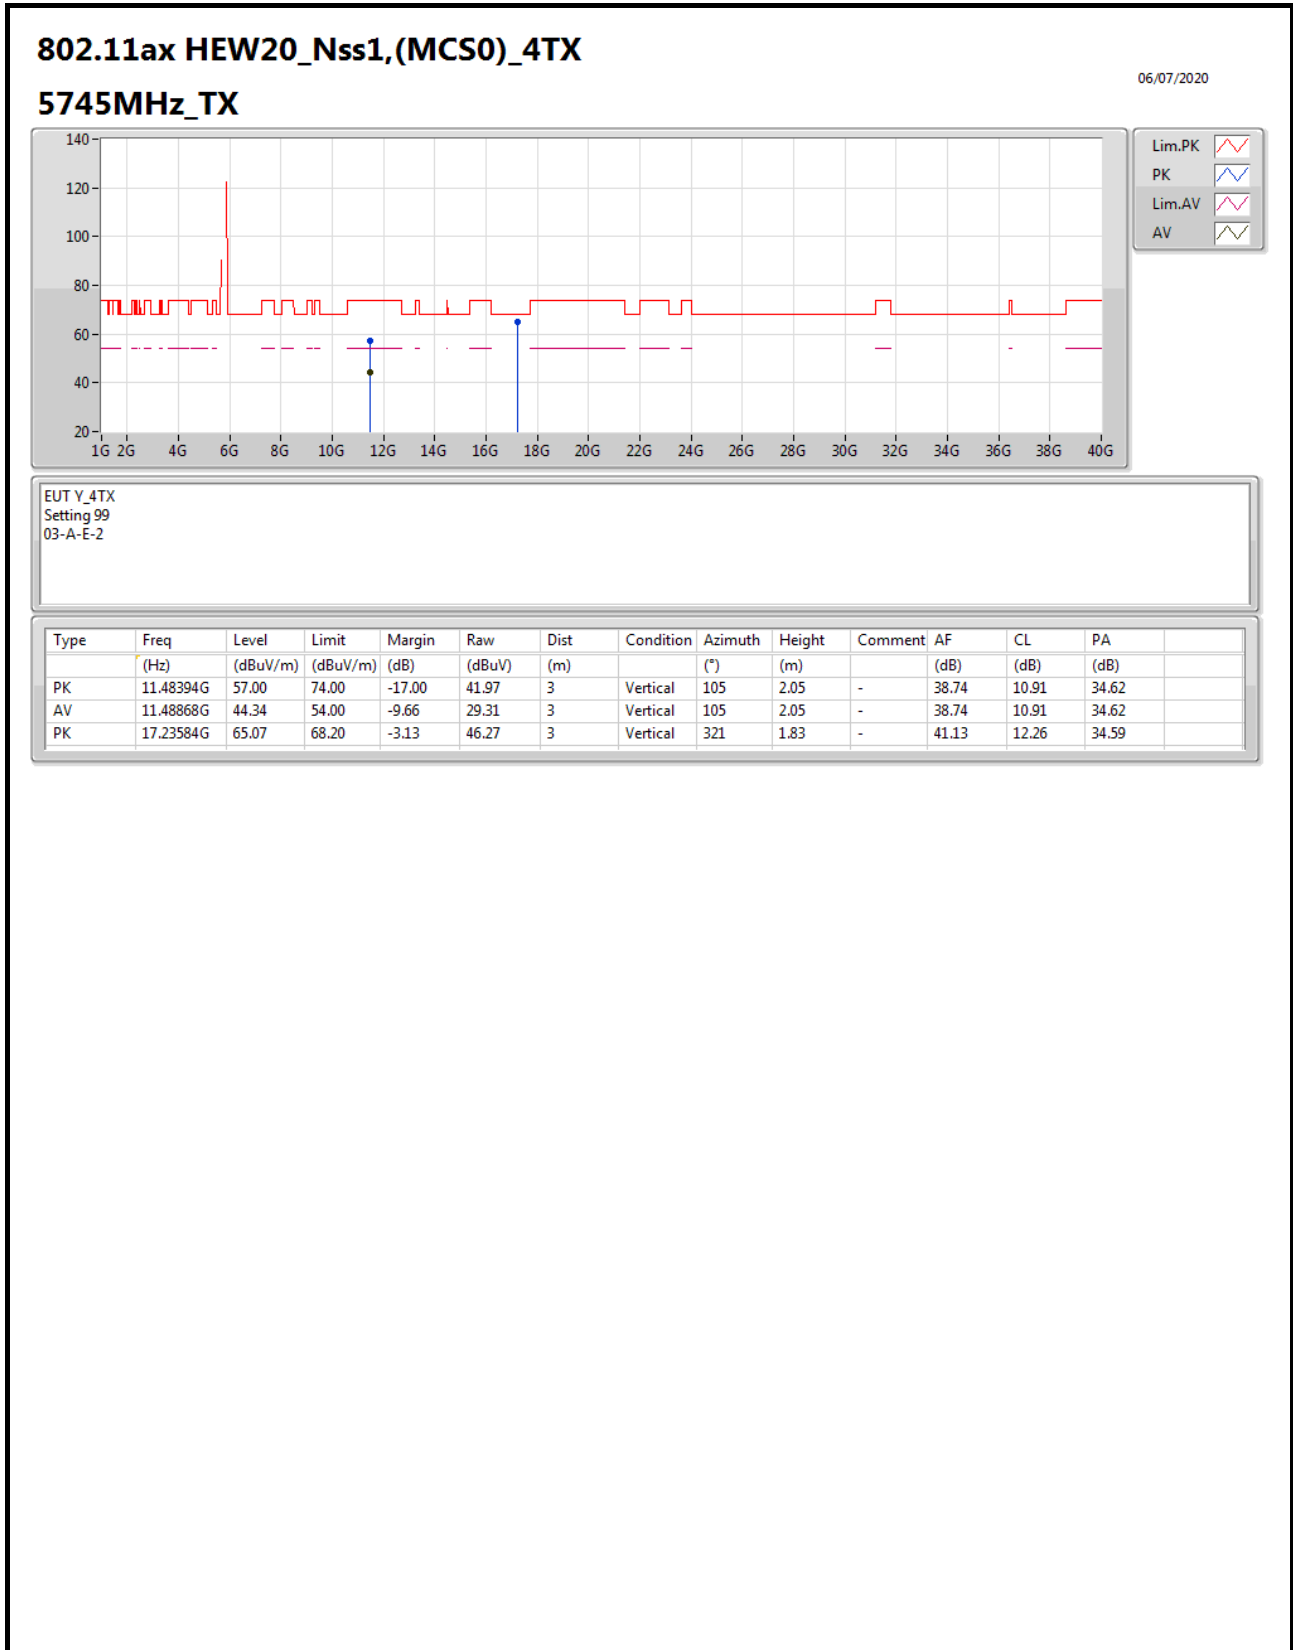 802.11ax HEW20_Nss1,(MCS0)_4TX
06/07/2020
5745MHz_TX
140
120
100
80
60
40
20
1G 2G 4G 6G 8G 10G 12G 14G 16G 18G 20G 22G 24G 26G 28G 30G 32G 34G 36G 38G 40G
Lim.PK
PK
Lim.AV
AV
EUT Y_4TX
Setting 99
03-A-E-2
Type Freq Level Limit Margin Raw Dist Condition Azimuth Height Comment AF CL PA
(Hz) (dBuV/m) (dBuV/m) (dB) (dBuV) (m) (°) (m) (dB) (dB) (dB)
PK 11.48394G 57.00 74.00 -17.00 41.97 3 Vertical 105 2.05 - 38.74 10.91 34.62
AV 11.48868G 44.34 54.00 -9.66 29.31 3 Vertical 105 2.05 - 38.74 10.91 34.62
PK 17.23584G 65.07 68.20 -3.13 46.27 3 Vertical 321 1.83 - 41.13 12.26 34.59